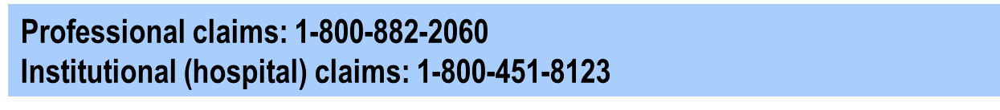 Professional claims: 1-800-882-2060
Institutional (hospital) claims: 1-800-451-8123